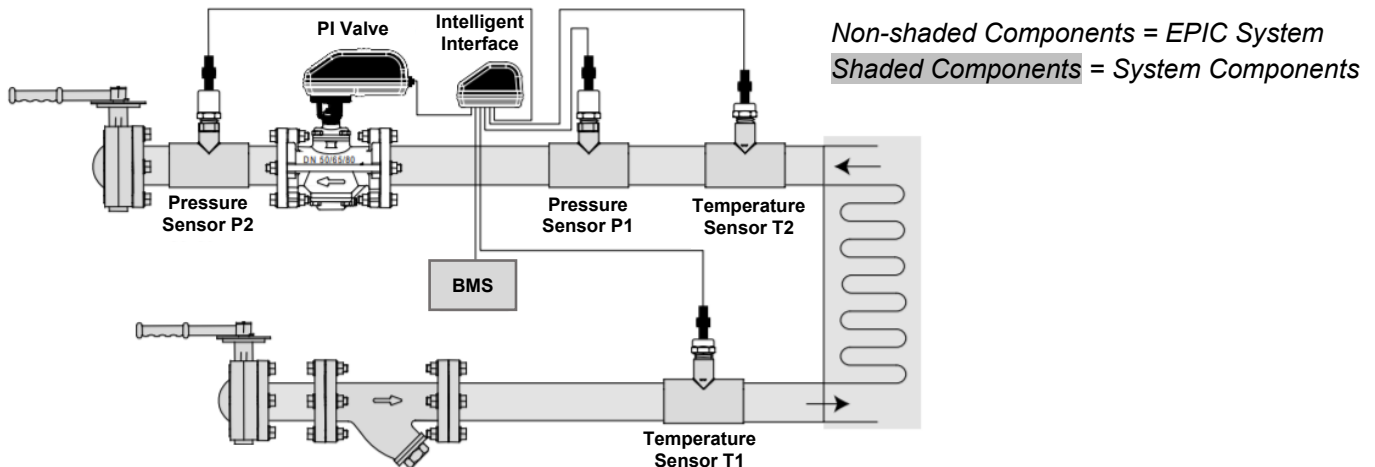 PI Valve
Intelligent
Interface
Non-shaded Components = EPIC System
Shaded Components = System Components
DN 50/65/80
Pressure
Sensor P2
Pressure
Sensor P1
Temperature
Sensor T2
BMS
Temperature
Sensor T1